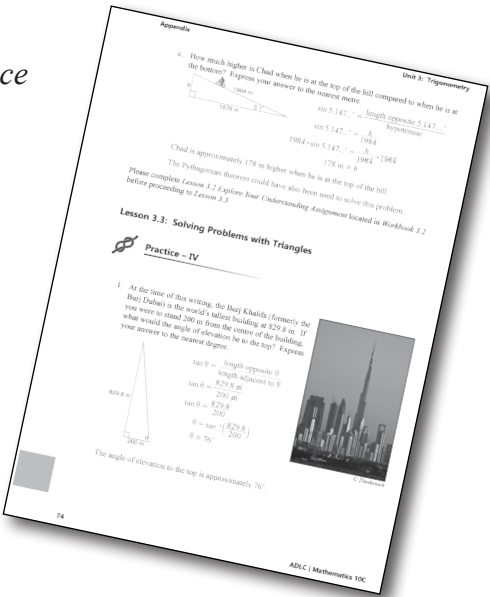 ce
Appendix
Unit 3: Trigonometry
c. How much higher is Chad when he is at the top of the hill compared to when he is at
the bottom? Express your answer to the nearest metre.
h
1984 m
1976 m
5.1...°
sin 5.147...° = length opposite 5.147...° / hypotenuse
sin 5.147...° = h / 1984
1984 • sin 5.147...° = h / 1984 • 1984
178 m ≐ h
Chad is approximately 178 m higher when he is at the top of the hill.
The Pythagorean theorem could have also been used to solve this problem.
Please complete Lesson 3.2 Explore Your Understanding Assignment located in Workbook 3.2
before proceeding to Lesson 3.3
Lesson 3.3: Solving Problems with Triangles
Practice – IV
1. At the time of this writing, the Burj Khalifa (formerly the
Burj Dubai) is the world's tallest building at 829.8 m. If
you were to stand 200 m from the centre of the building,
what would the angle of elevation be to the top? Express
your answer to the nearest degree.
829.8 m
θ
200 m
tan θ = length opposite θ / length adjacent to θ
tan θ = 829.8 m / 200 m
tan θ = 829.8 / 200
θ = tan⁻¹(829.8 / 200)
θ ≐ 76°
The angle of elevation to the top is approximately 76°
© Thinkstock
74
ADLC | Mathematics 10C